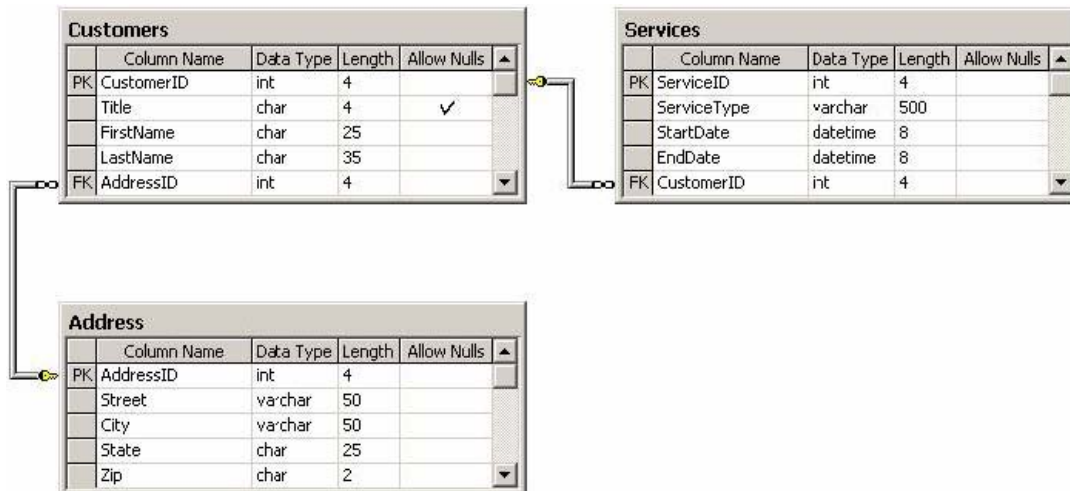 Customers
Column Name Data Type Length Allow Nulls
PK CustomerID int 4
Title char 4 ✓
FirstName char 25
LastName char 35
FK AddressID int 4
Services
Column Name Data Type Length Allow Nulls
PK ServiceID int 4
ServiceType varchar 500
StartDate datetime 8
EndDate datetime 8
FK CustomerID int 4
Address
Column Name Data Type Length Allow Nulls
PK AddressID int 4
Street varchar 50
City varchar 50
State char 25
Zip char 2